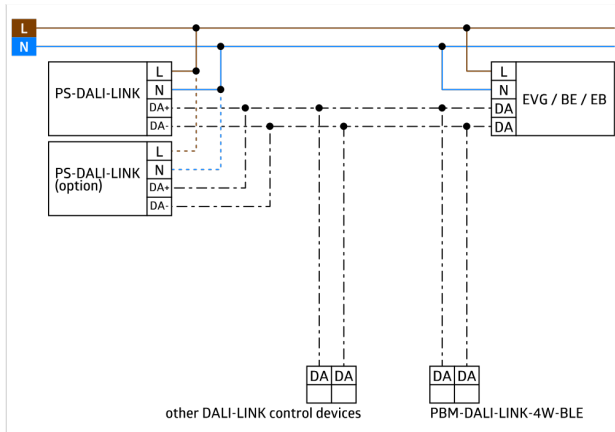 L
N
PS-DALI-LINK
L
N
DA+
DA-
PS-DALI-LINK
(option)
L
N
DA+
DA-
L
N
DA
DA
EVG / BE / EB
DA DA
DA DA
other DALI-LINK control devices
PBM-DALI-LINK-4W-BLE